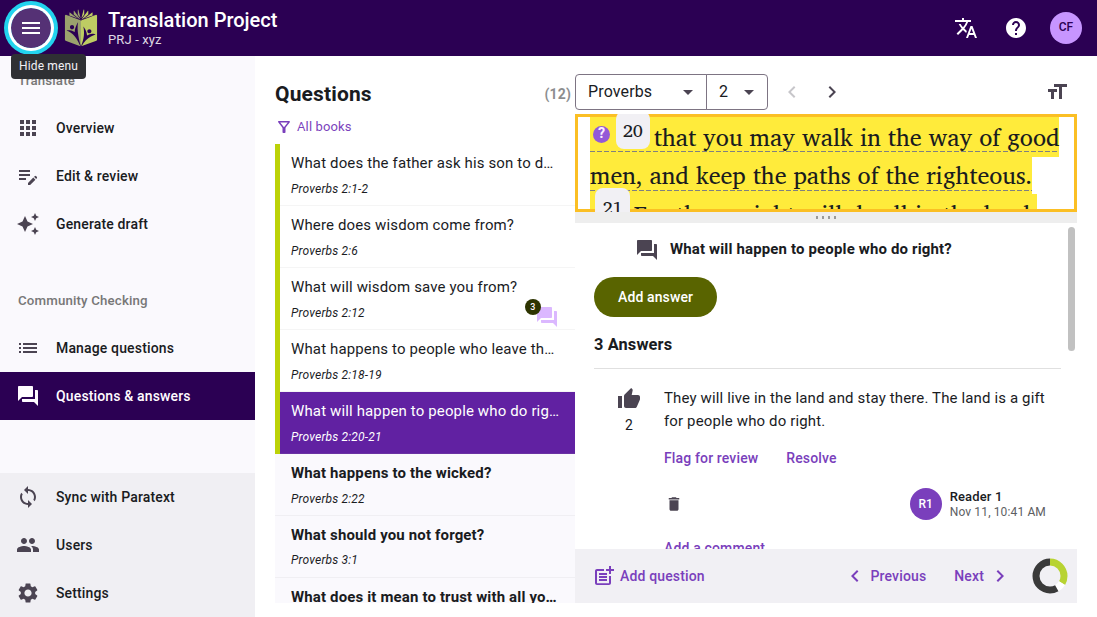 Translation Project
PRJ - xyz
CF
Hide menu
Translate
Overview
Edit & review
Generate draft
Community Checking
Manage questions
Questions & answers
Sync with Paratext
Users
Settings
Questions
(12)
All books
What does the father ask his son to d…
Proverbs 2:1-2
Where does wisdom come from?
Proverbs 2:6
What will wisdom save you from?
Proverbs 2:12
3
What happens to people who leave th…
Proverbs 2:18-19
What will happen to people who do rig…
Proverbs 2:20-21
What happens to the wicked?
Proverbs 2:22
What should you not forget?
Proverbs 3:1
What does it mean to trust with all yo…
Proverbs
2
20 that you may walk in the way of good
men, and keep the paths of the righteous.
21
What will happen to people who do right?
Add answer
3 Answers
They will live in the land and stay there. The land is a gift
for people who do right.
2
Flag for review
Resolve
R1
Reader 1
Nov 11, 10:41 AM
Add a comment
Add question
Previous
Next